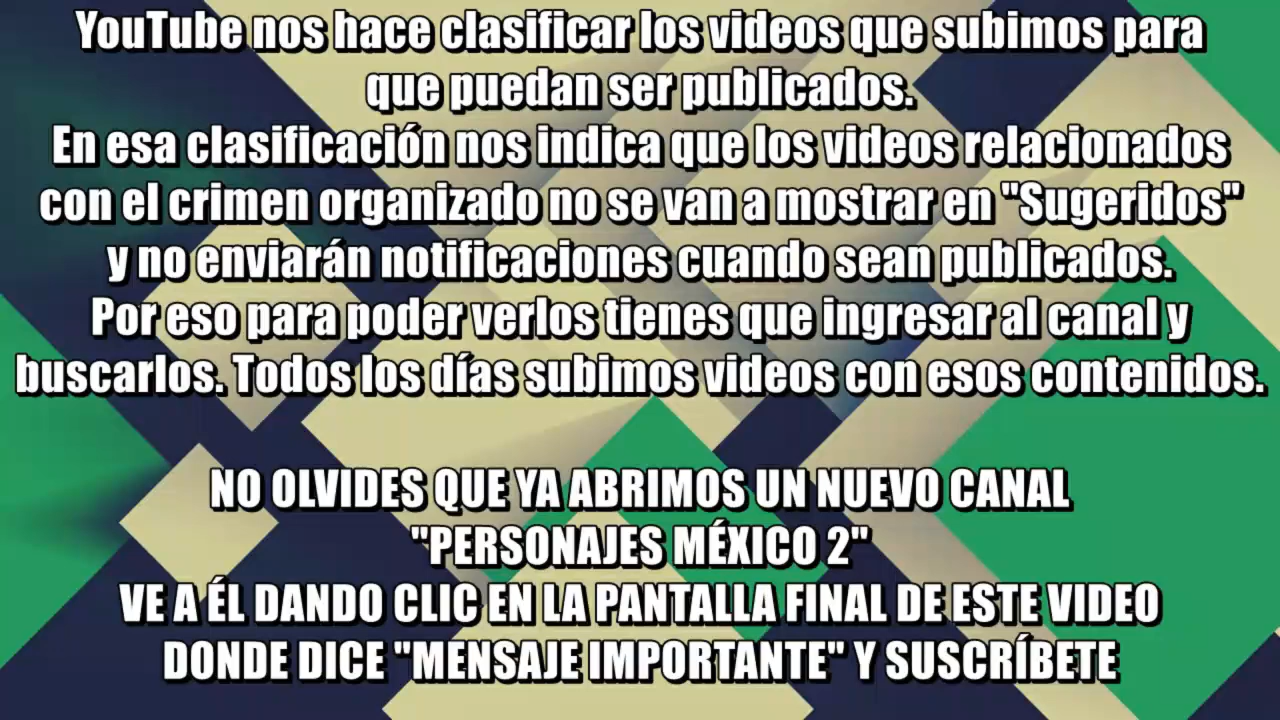 YouTube nos hace clasificar los videos que subimos para
que puedan ser publicados.
En esa clasificación nos indica que los videos relacionados
con el crimen organizado no se van a mostrar en "Sugeridos"
y no enviarán notificaciones cuando sean publicados.
Por eso para poder verlos tienes que ingresar al canal y
buscarlos. Todos los días subimos videos con esos contenidos.
NO OLVIDES QUE YA ABRIMOS UN NUEVO CANAL
"PERSONAJES MÉXICO 2"
VE A ÉL DANDO CLIC EN LA PANTALLA FINAL DE ESTE VIDEO
DONDE DICE "MENSAJE IMPORTANTE" Y SUSCRÍBETE